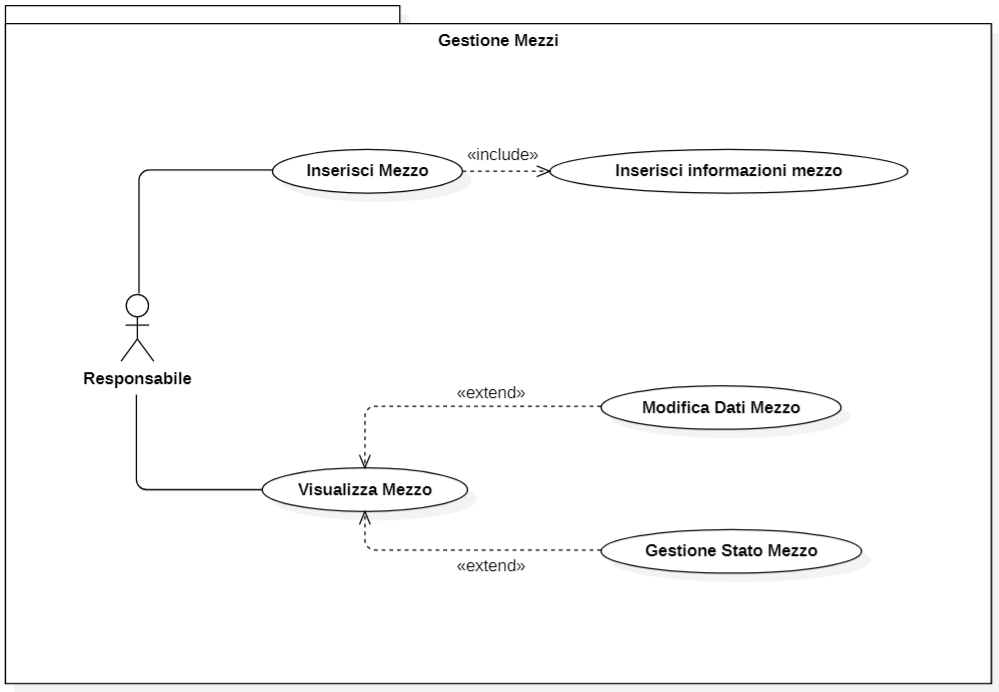 Gestione Mezzi
Inserisci Mezzo
«include»
Inserisci informazioni mezzo
Responsabile
«extend»
Modifica Dati Mezzo
Visualizza Mezzo
Gestione Stato Mezzo
«extend»